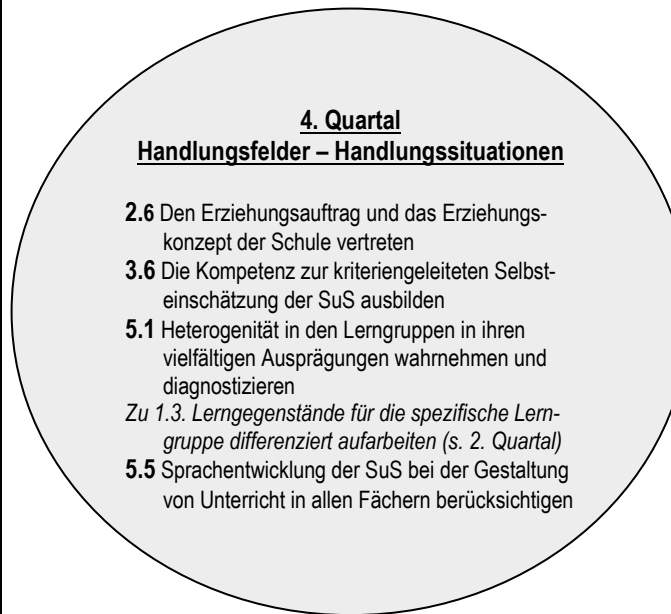 4. Quartal
Handlungsfelder – Handlungssituationen
2.6 Den Erziehungsauftrag und das Erziehungs-
konzept der Schule vertreten
3.6 Die Kompetenz zur kriteriengeleiteten Selbst-
einschätzung der SuS ausbilden
5.1 Heterogenität in den Lerngruppen in ihren
vielfältigen Ausprägungen wahrnehmen und
diagnostizieren
Zu 1.3. Lerngegenstände für die spezifische Lern-
gruppe differenziert aufarbeiten (s. 2. Quartal)
5.5 Sprachentwicklung der SuS bei der Gestaltung
von Unterricht in allen Fächern berücksichtigen